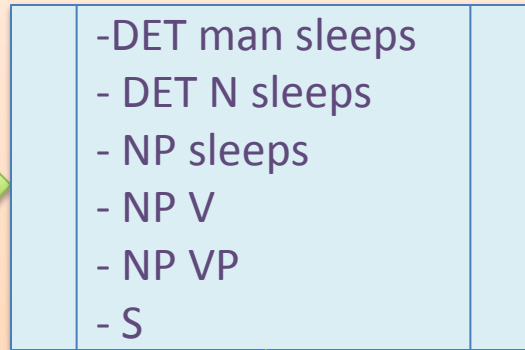 -DET man sleeps
- DET N sleeps
- NP sleeps
- NP V
- NP VP
- S